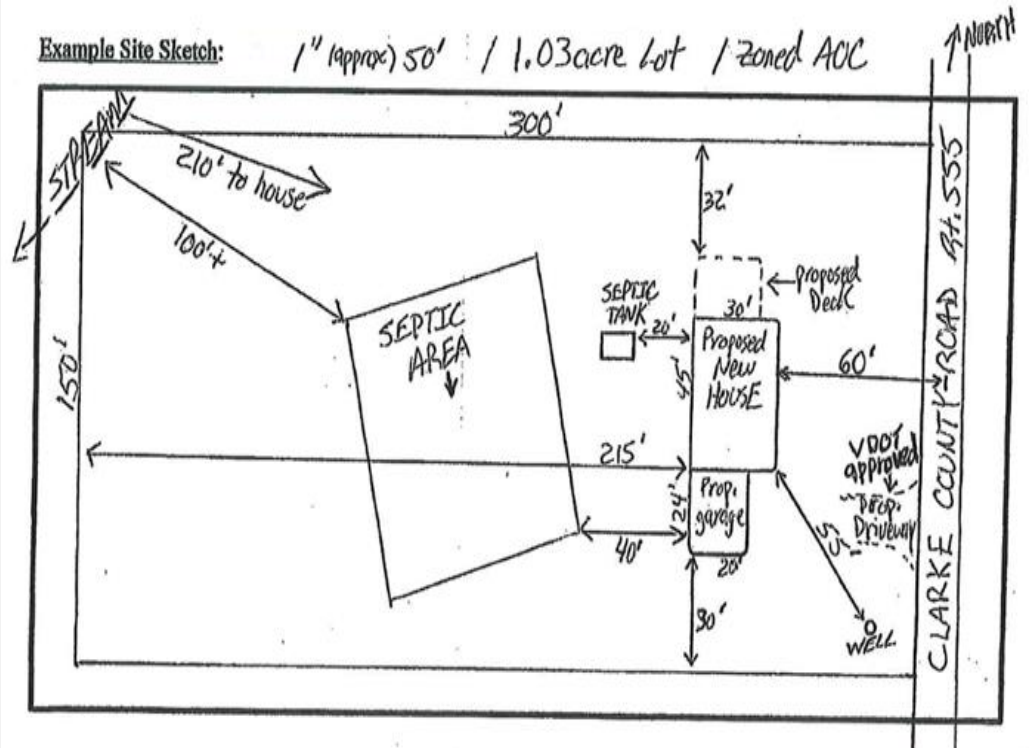 Example Site Sketch: 1" (approx) 50' / 1.03 acre Lot / Zoned AOC
↑ NORTH
300'
STREAM
210' to house
100'+
150'
32'
Proposed Deck
SEPTIC
TANK
20'
30'
Proposed
New
House
45'
60'
SEPTIC
AREA
215'
VDOT
approved
Prop.
Driveway
24'
Prop.
garage
40'
20'
55'
WELL
CLARKE COUNTY ROAD Rt. 555